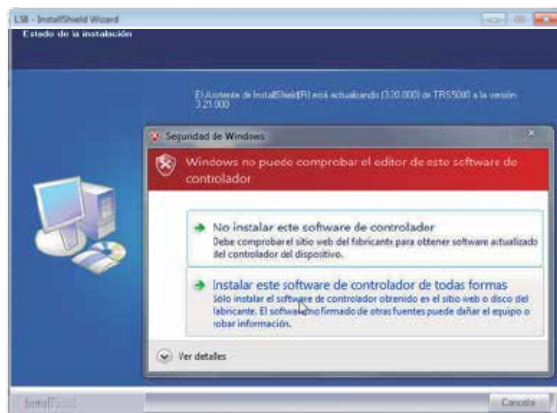 LSB - InstallShield Wizard
Estado de la instalación
El Asistente de InstallShield(R) está actualizando (3.20.000) de TRS5000 a la versión
3.21.000
Seguridad de Windows
Windows no puede comprobar el editor de este software de
controlador
No instalar este software de controlador
Debe comprobar el sitio web del fabricante para obtener software actualizado
del controlador del dispositivo.
Instalar este software de controlador de todas formas
Sólo instalar el software de controlador obtenido en el sitio web o disco del
fabricante. El software no firmado de otras fuentes puede dañar el equipo o
robar información.
Ver detalles
InstallShield
Cancelar